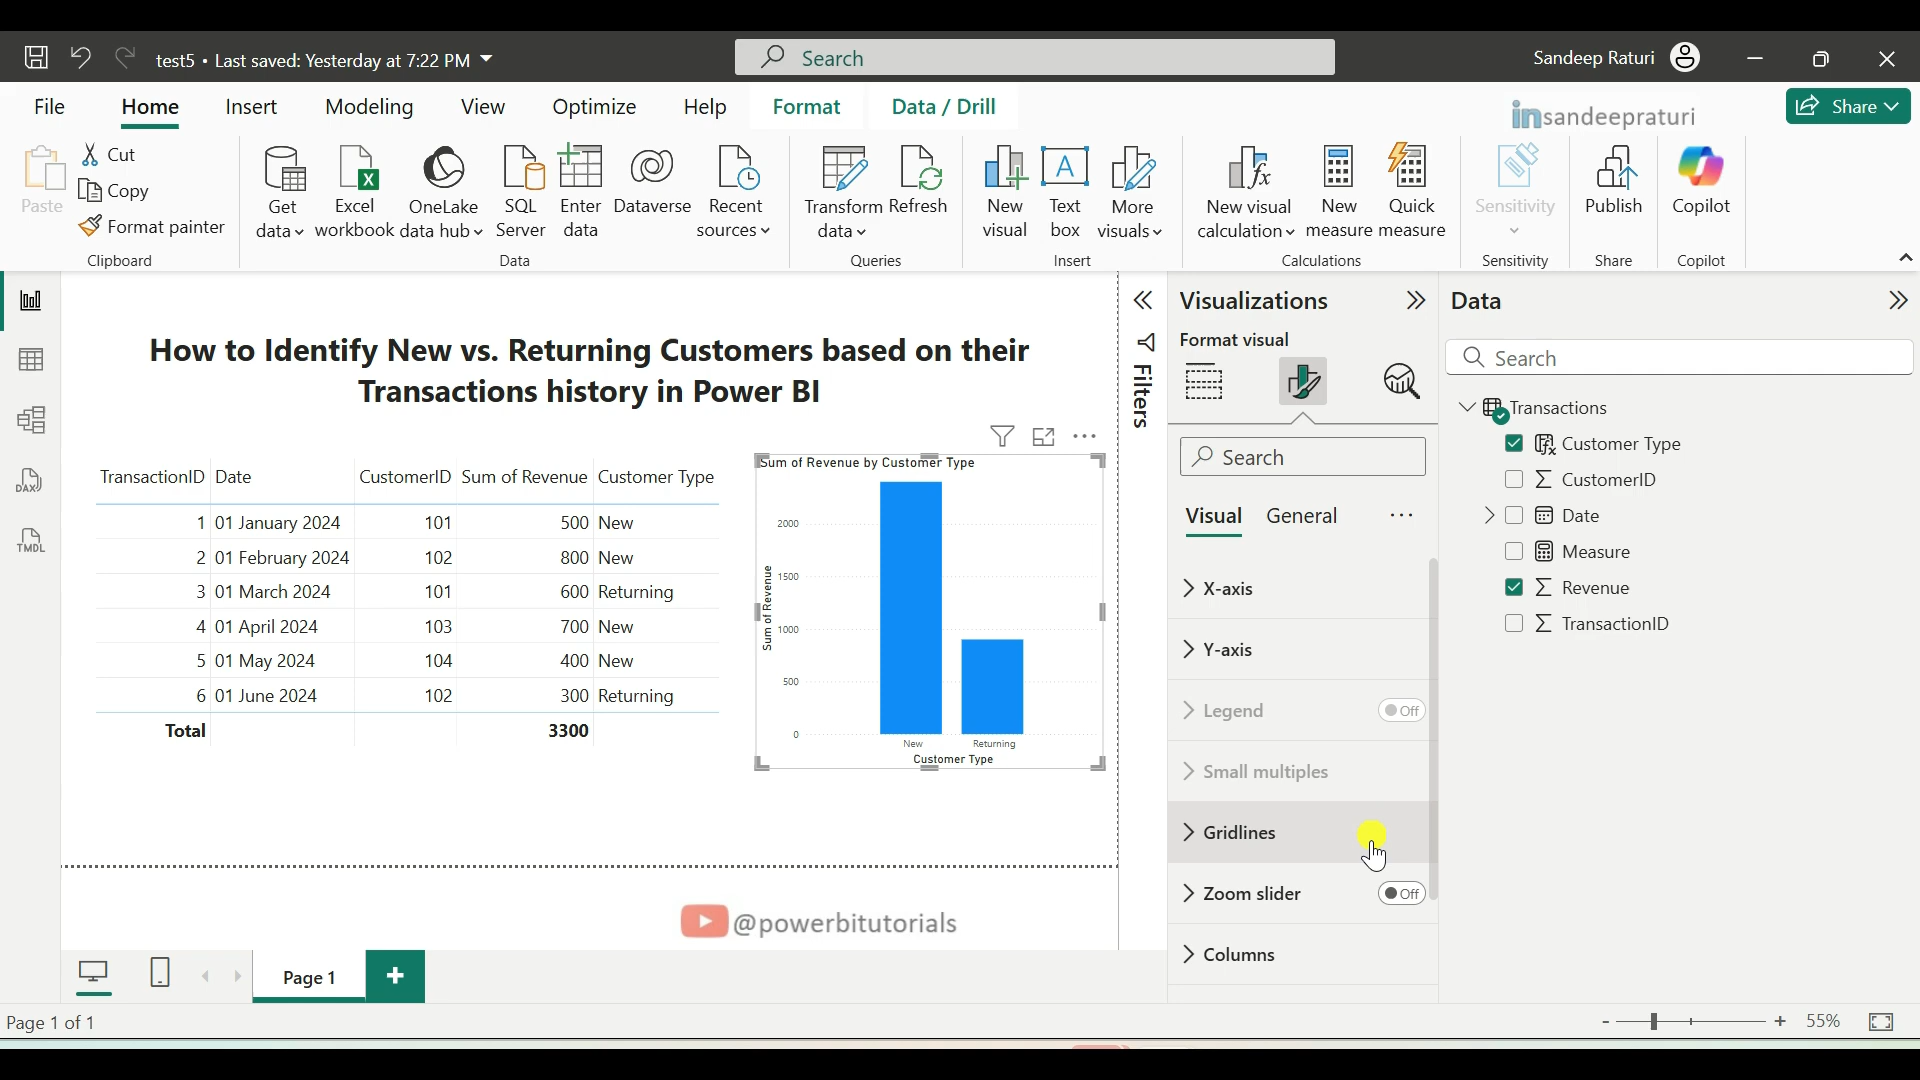 test5 • Last saved: Yesterday at 7:22 PM
Search
Sandeep Raturi
File Home Insert Modeling View Optimize Help Format Data / Drill
insandeepraturi
Share
Paste
Cut
Copy
Format painter
Clipboard
Get data
Excel workbook
OneLake data hub
SQL Server
Enter data
Dataverse
Recent sources
Data
Transform data
Refresh
Queries
New visual
A
Text box
More visuals
Insert
New visual calculation
New measure
Quick measure
Calculations
Sensitivity
Sensitivity
Publish
Share
Copilot
Copilot
DAX
TMDL
How to Identify New vs. Returning Customers based on their
Transactions history in Power BI
TransactionID Date CustomerID Sum of Revenue Customer Type
1 01 January 2024 101 500 New
2 01 February 2024 102 800 New
3 01 March 2024 101 600 Returning
4 01 April 2024 103 700 New
5 01 May 2024 104 400 New
6 01 June 2024 102 300 Returning
Total 3300
Sum of Revenue by Customer Type
Sum of Revenue
2000
1500
1000
500
0
New Returning
Customer Type
@powerbitutorials
Filters
Visualizations
Format visual
Search
Visual General
X-axis
Y-axis
Legend Off
Small multiples
Gridlines
Zoom slider Off
Columns
Data
Search
Transactions
Customer Type
CustomerID
Date
Measure
Revenue
TransactionID
Page 1
Page 1 of 1
55%